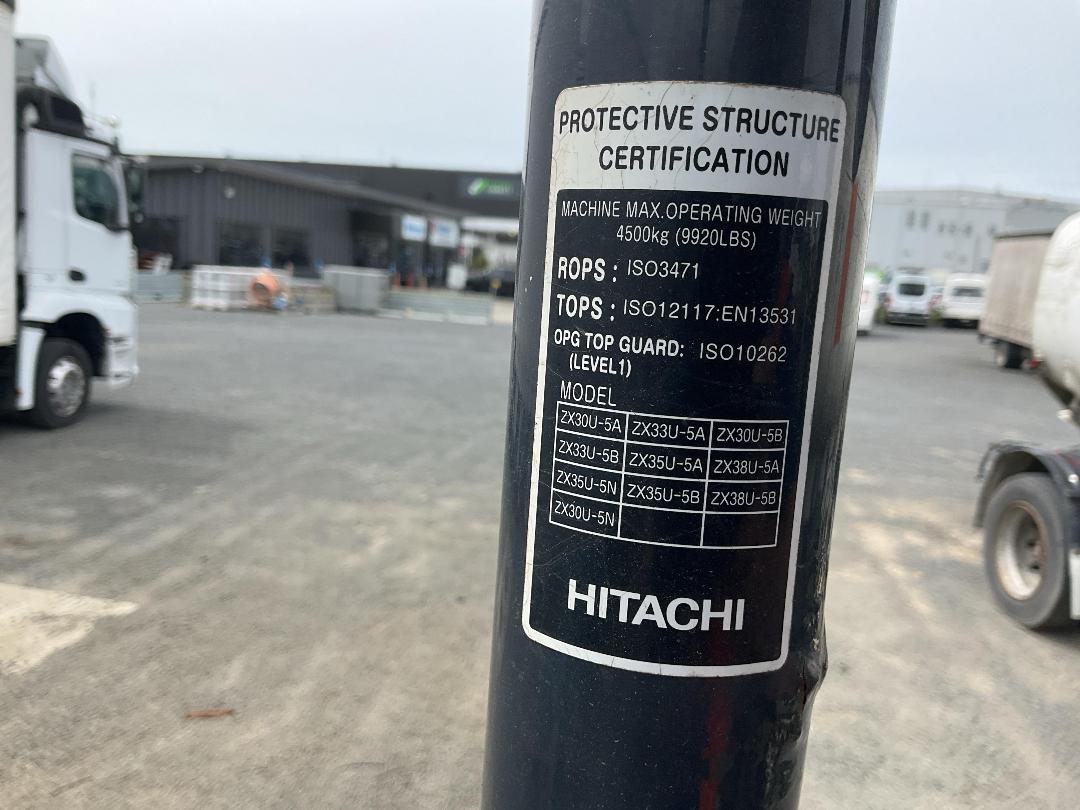 PROTECTIVE STRUCTURE
CERTIFICATION
MACHINE MAX.OPERATING WEIGHT
4500kg (9920LBS)
ROPS : ISO3471
TOPS : ISO12117:EN13531
OPG TOP GUARD: ISO10262
(LEVEL1)
MODEL
ZX30U-5A ZX33U-5A ZX30U-5B
ZX33U-5B ZX35U-5A ZX38U-5A
ZX35U-5N ZX35U-5B ZX38U-5B
ZX30U-5N
HITACHI